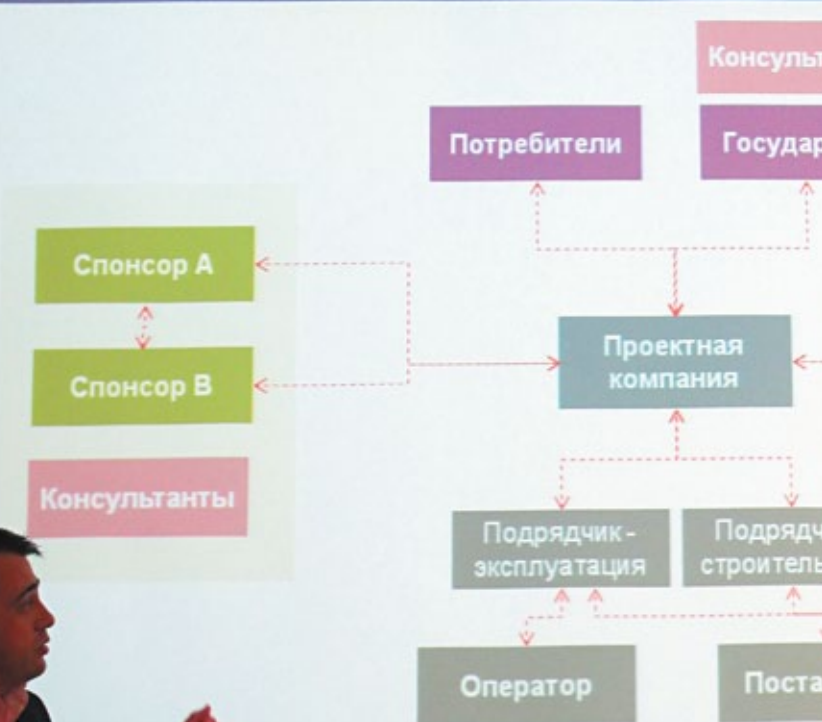 Потребители
Спонсор А
Спонсор В
Консультанты
Проектная
компания
Подрядчик-
эксплуатация
Оператор